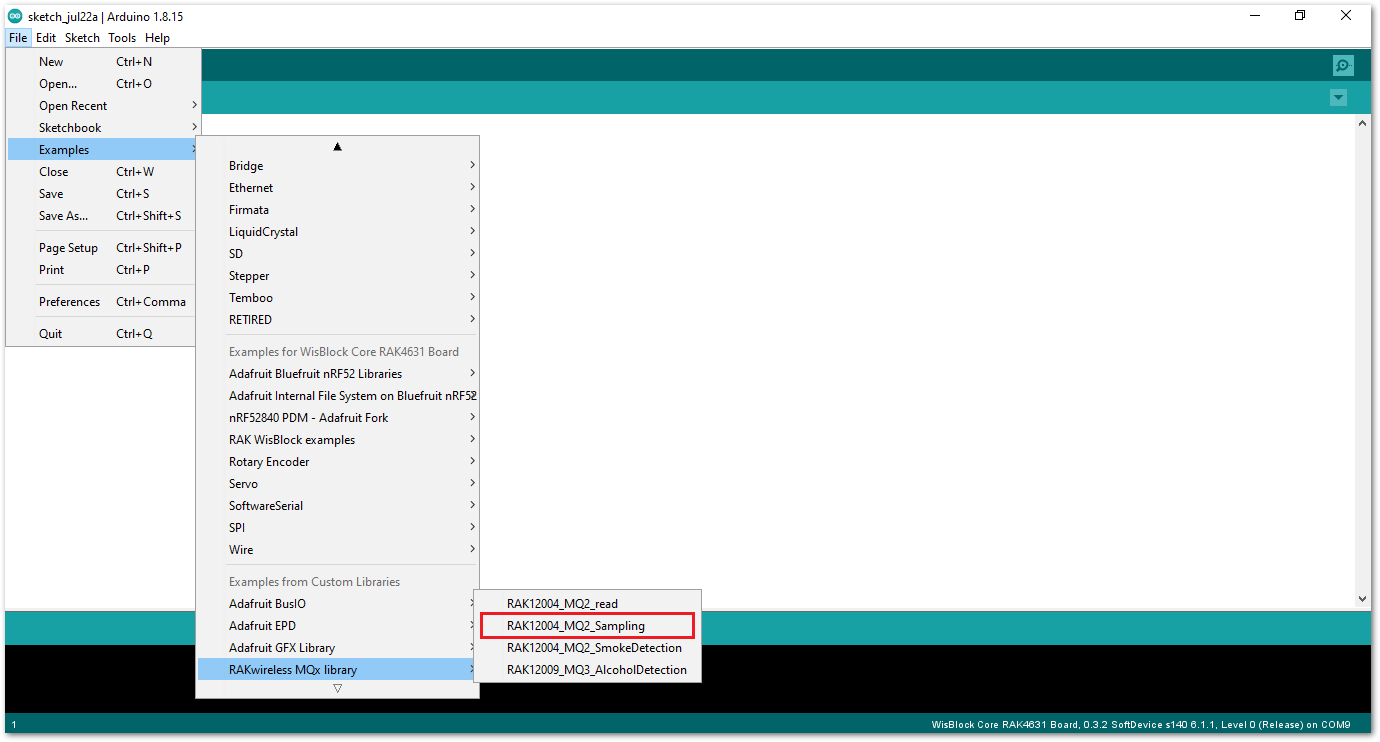 sketch_jul22a | Arduino 1.8.15
File Edit Sketch Tools Help
New Ctrl+N
Open... Ctrl+O
Open Recent
Sketchbook
Examples
Close Ctrl+W
Save Ctrl+S
Save As... Ctrl+Shift+S
Page Setup Ctrl+Shift+P
Print Ctrl+P
Preferences Ctrl+Comma
Quit Ctrl+Q
Bridge
Ethernet
Firmata
LiquidCrystal
SD
Stepper
Temboo
RETIRED
Examples for WisBlock Core RAK4631 Board
Adafruit Bluefruit nRF52 Libraries
Adafruit Internal File System on Bluefruit nRF52
nRF52840 PDM - Adafruit Fork
RAK WisBlock examples
Rotary Encoder
Servo
SoftwareSerial
SPI
Wire
Examples from Custom Libraries
Adafruit BusIO
Adafruit EPD
Adafruit GFX Library
RAKwireless MQx library
RAK12004_MQ2_read
RAK12004_MQ2_Sampling
RAK12004_MQ2_SmokeDetection
RAK12009_MQ3_AlcoholDetection
1 WisBlock Core RAK4631 Board, 0.3.2 SoftDevice s140 6.1.1, Level 0 (Release) on COM9